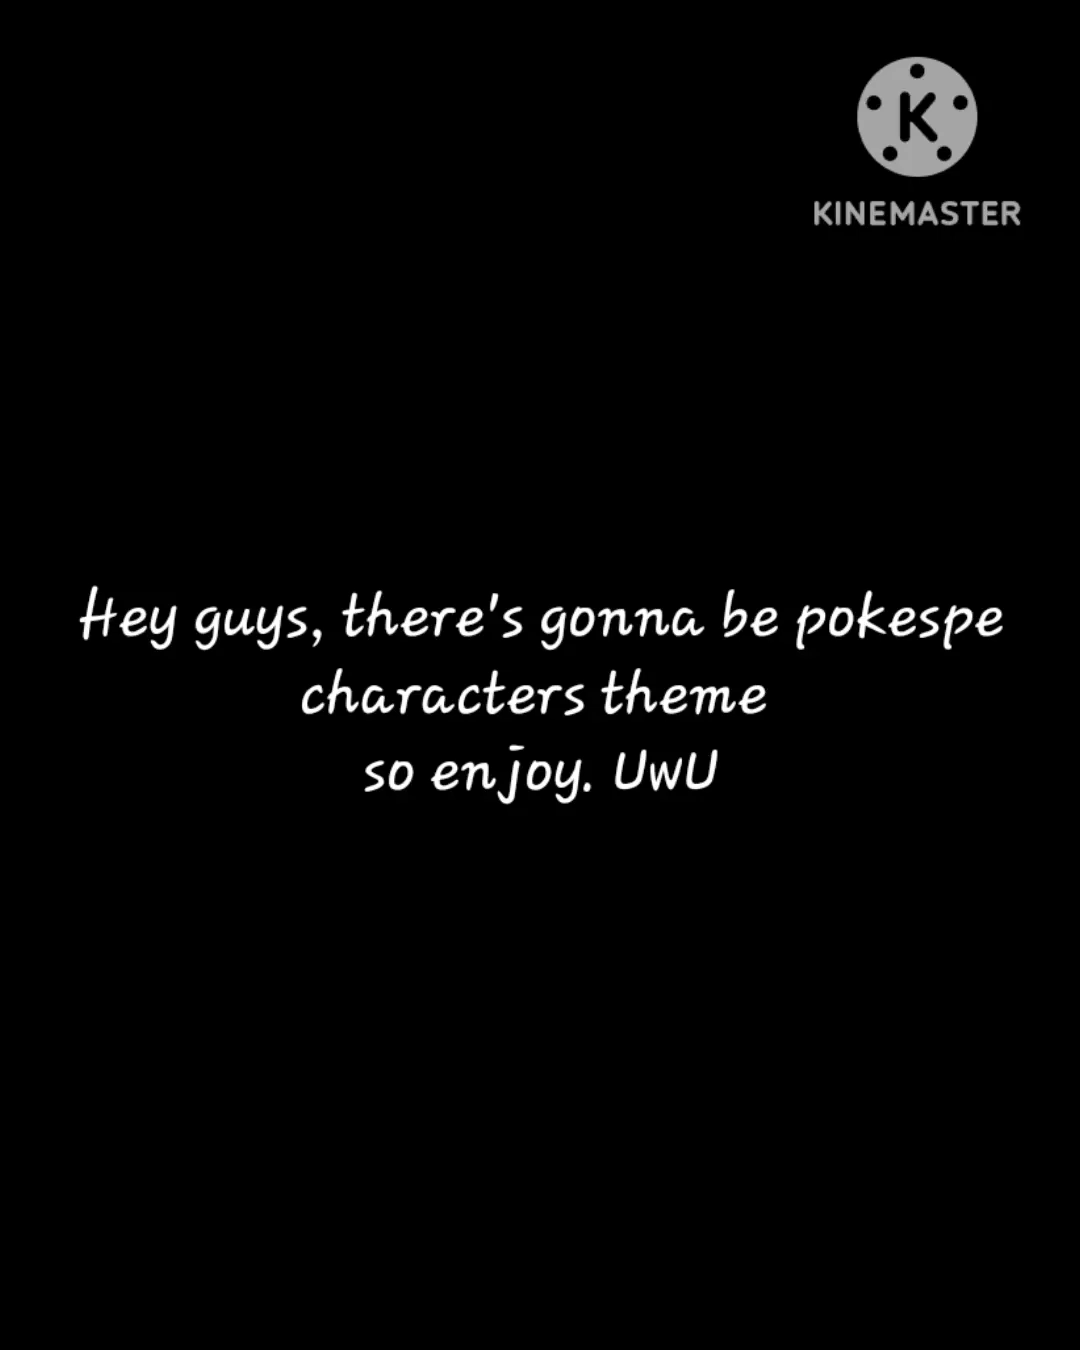 K
KINEMASTER
Hey guys, there's gonna be pokespe
characters theme
so enjoy. UwU